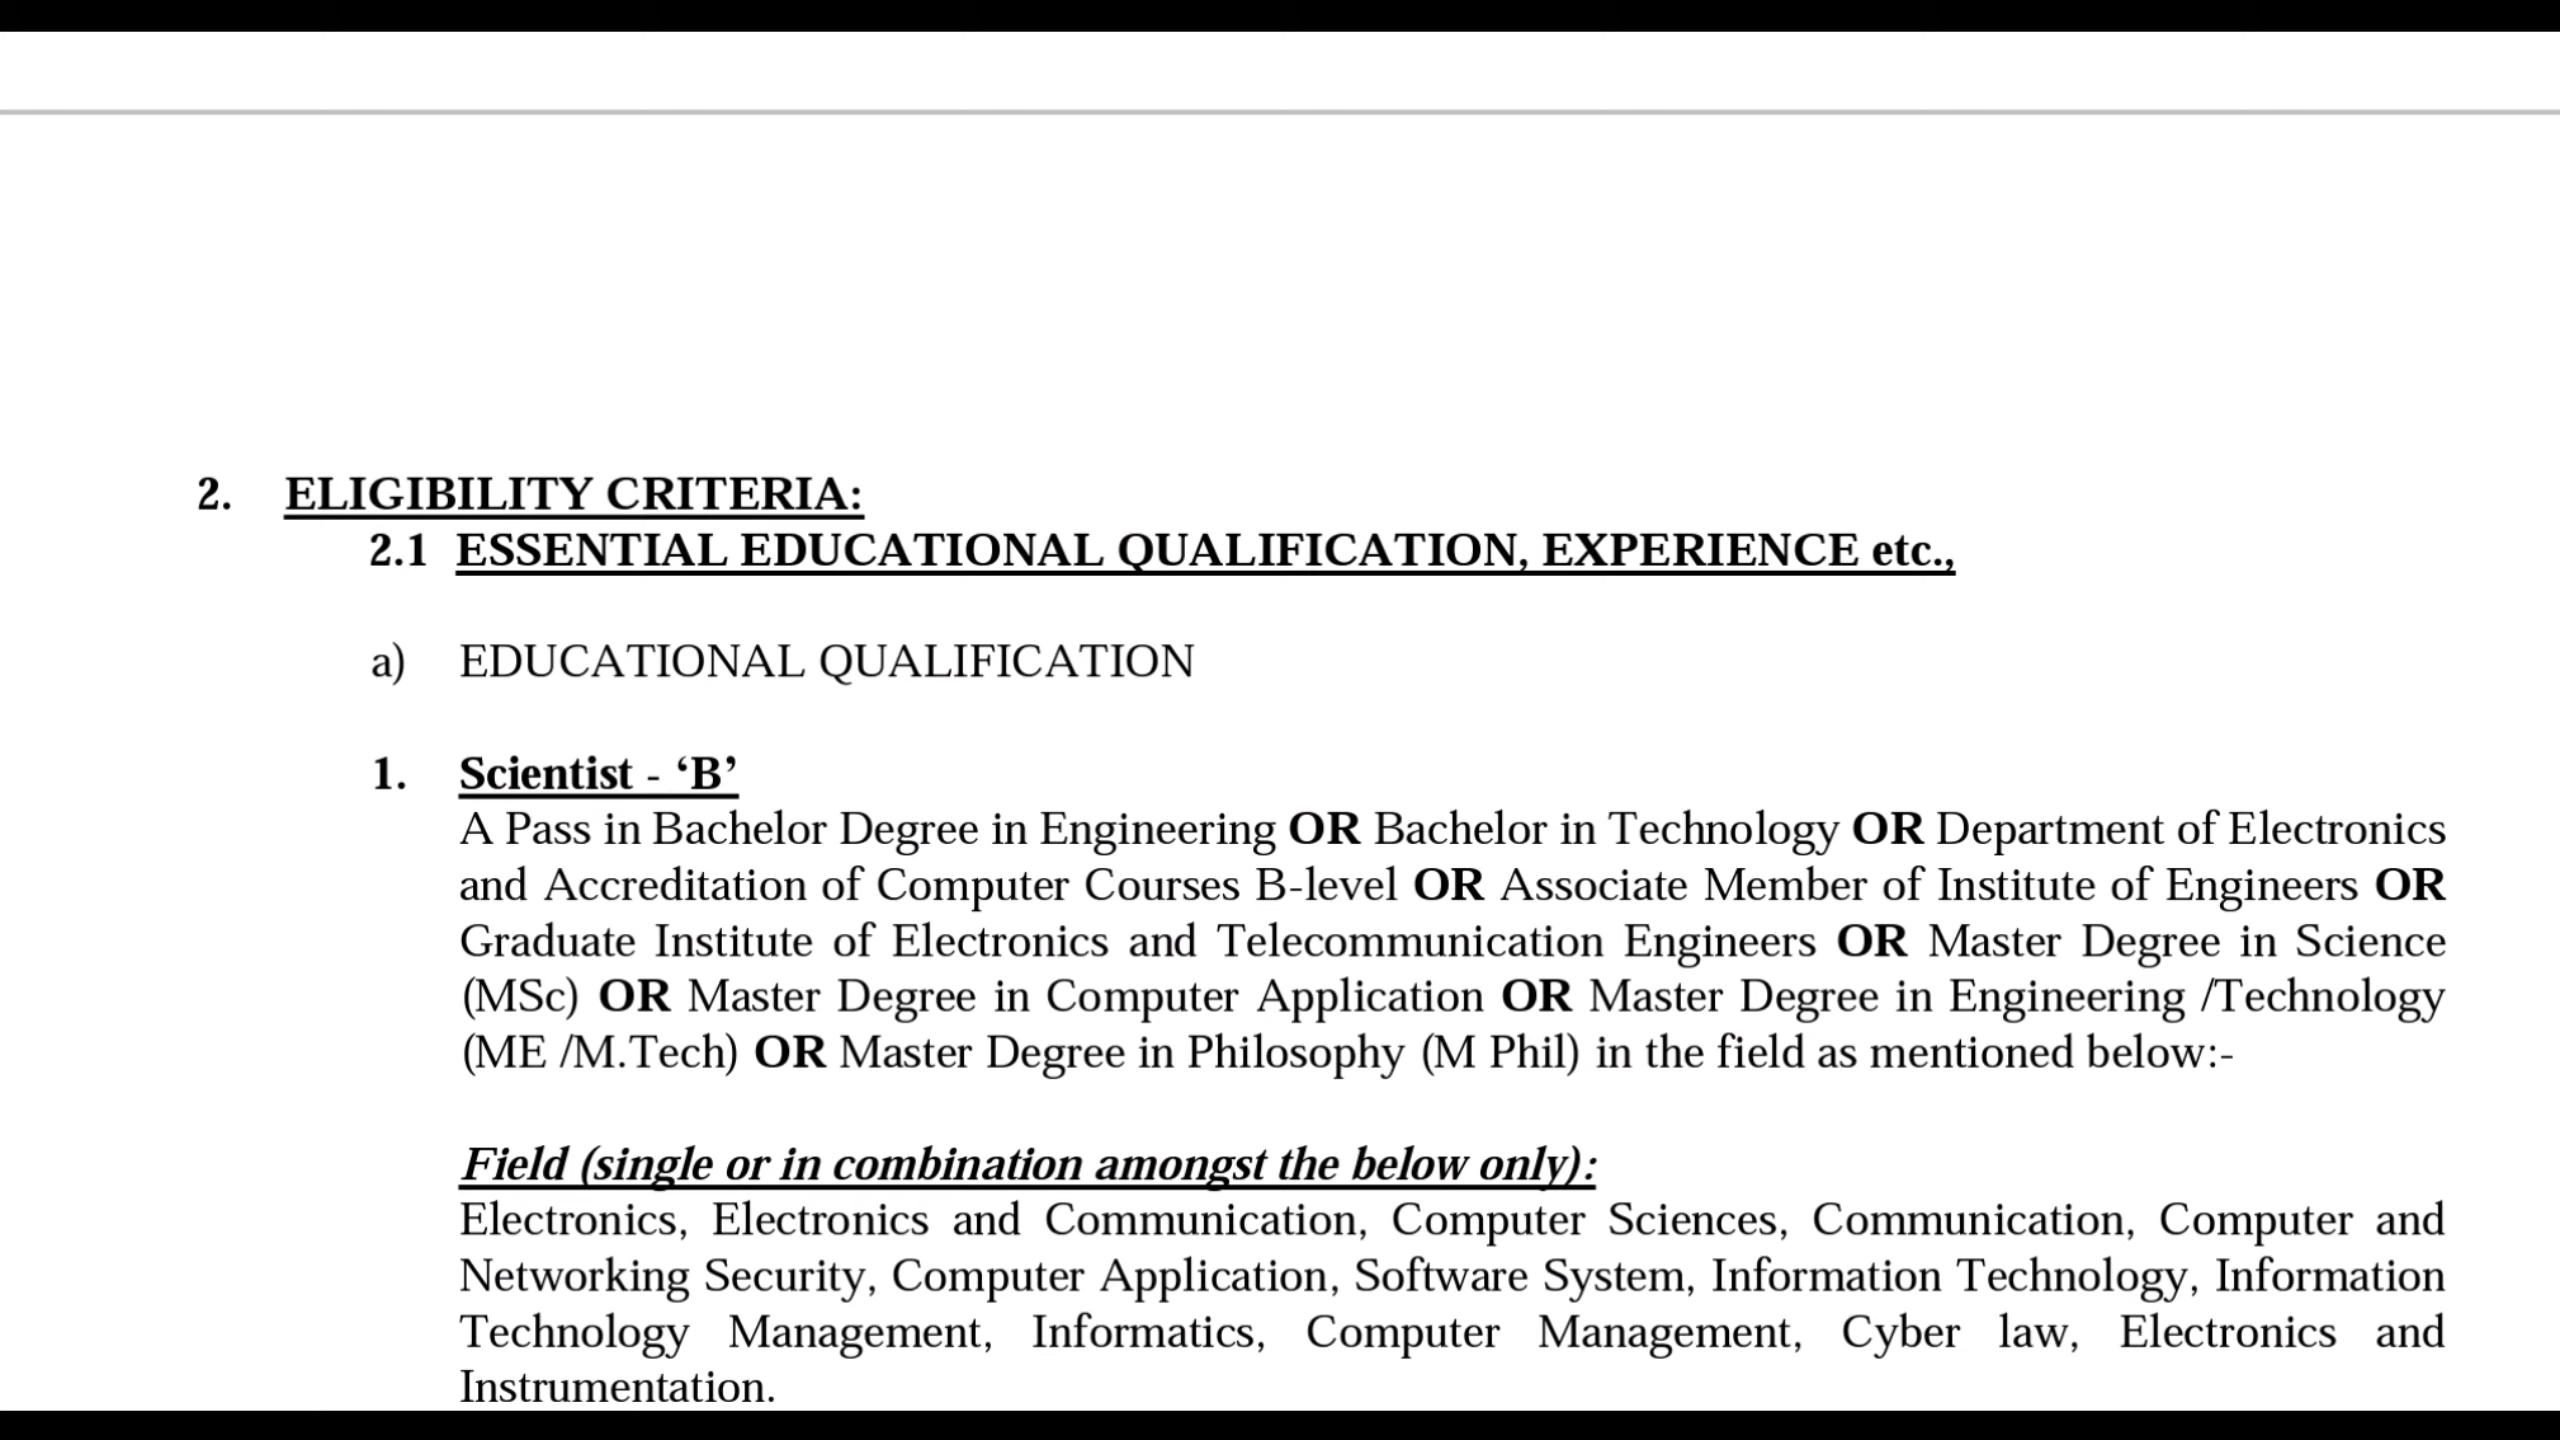 2. ELIGIBILITY CRITERIA:
2.1 ESSENTIAL EDUCATIONAL QUALIFICATION, EXPERIENCE etc.,
a) EDUCATIONAL QUALIFICATION
1. Scientist - ‘B’
A Pass in Bachelor Degree in Engineering OR Bachelor in Technology OR Department of Electronics
and Accreditation of Computer Courses B-level OR Associate Member of Institute of Engineers OR
Graduate Institute of Electronics and Telecommunication Engineers OR Master Degree in Science
(MSc) OR Master Degree in Computer Application OR Master Degree in Engineering /Technology
(ME /M.Tech) OR Master Degree in Philosophy (M Phil) in the field as mentioned below:-
Field (single or in combination amongst the below only):
Electronics, Electronics and Communication, Computer Sciences, Communication, Computer and
Networking Security, Computer Application, Software System, Information Technology, Information
Technology Management, Informatics, Computer Management, Cyber law, Electronics and
Instrumentation.